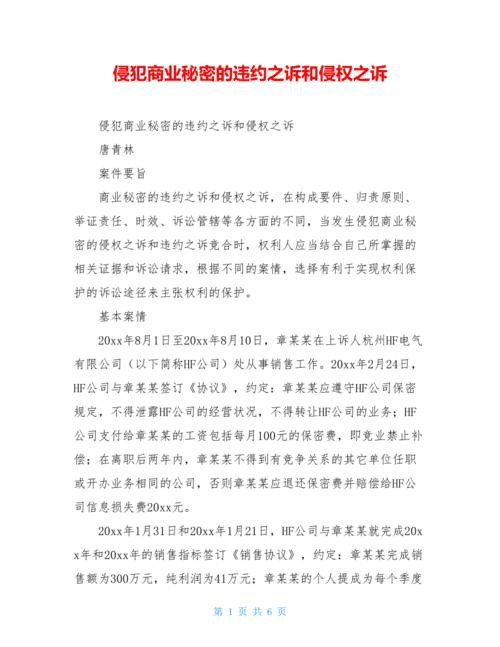 侵犯商业秘密的违约之诉和侵权之诉
侵犯商业秘密的违约之诉和侵权之诉
唐青林
案件要旨
商业秘密的违约之诉和侵权之诉，在构成要件、归责原则、
举证责任、时效、诉讼管辖等各方面的不同，当发生侵犯商业秘
密的侵权之诉和违约之诉竞合时，权利人应当结合自己所掌握的
相关证据和诉讼请求，根据不同的案情，选择有利于实现权利保
护的诉讼途径来主张权利的保护。
基本案情
20xx年8月1日至20xx年8月10日，章某某在上诉人杭州HF电气
有限公司（以下简称HF公司）处从事销售工作。20xx年2月24日，
HF公司与章某某签订《协议》，约定：章某某应遵守HF公司保密
规定，不得泄露HF公司的经营状况，不得转让HF公司的业务；HF
公司支付给章某某的工资包括每月100元的保密费，即竞业禁止补
偿；在离职后两年内，章某某不得到有竞争关系的其它单位任职
或开办业务相同的公司，否则章某某应退还保密费并赔偿给HF公
司信息损失费20xx元。
20xx年1月31日和20xx年1月21日，HF公司与章某某就完成20x
x年和20xx年的销售指标签订《销售协议》，约定：章某某完成销
售额为300万元，纯利润为41万元；章某某的个人提成为每个季度
第 1 页 共 6 页